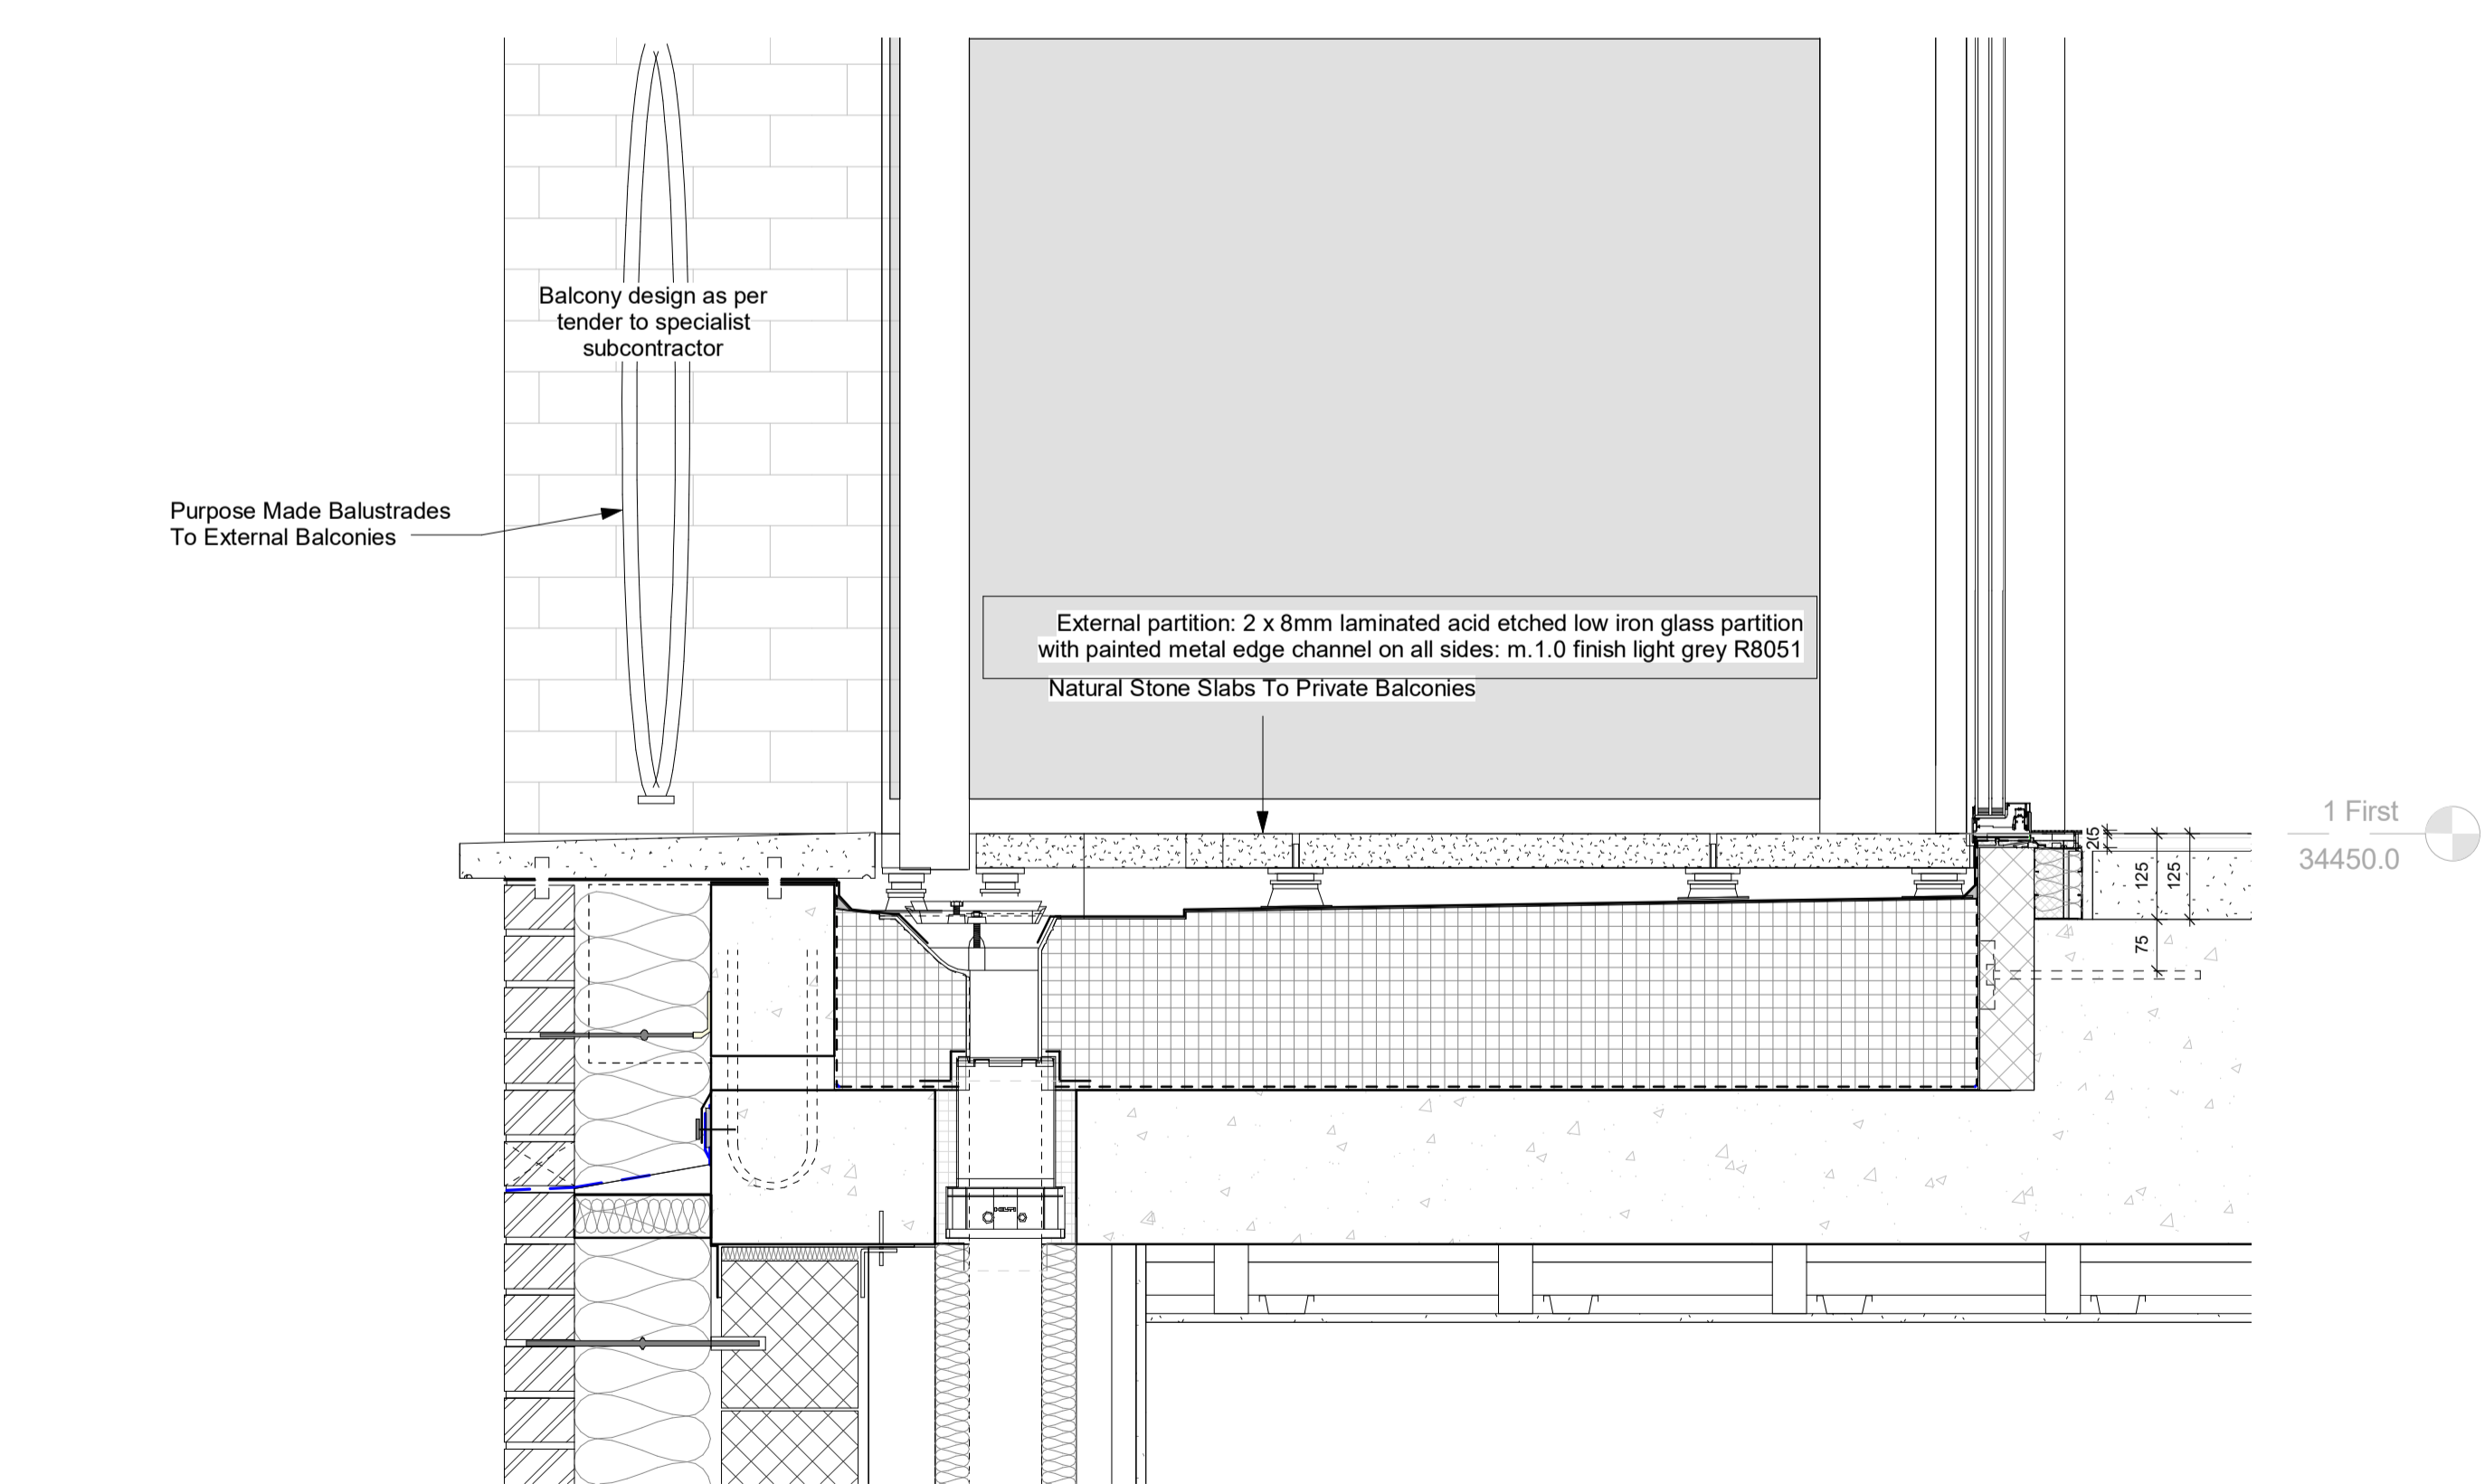 Balcony design as per
tender to specialist
subcontractor
Purpose Made Balustrades
To External Balconies
External partition: 2 x 8mm laminated acid etched low iron glass partition
with painted metal edge channel on all sides: m.1.0 finish light grey R8051
Natural Stone Slabs To Private Balconies
1 First
34450.0
125
125
75